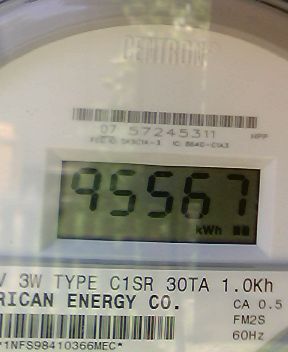 CENTRON®
07 57245311 HPP
95567
kWh
V 3W TYPE C1SR 30TA 1.0Kh
RICAN ENERGY CO. CA 0.5
FM2S
60Hz
*1NFS98410366MEC*